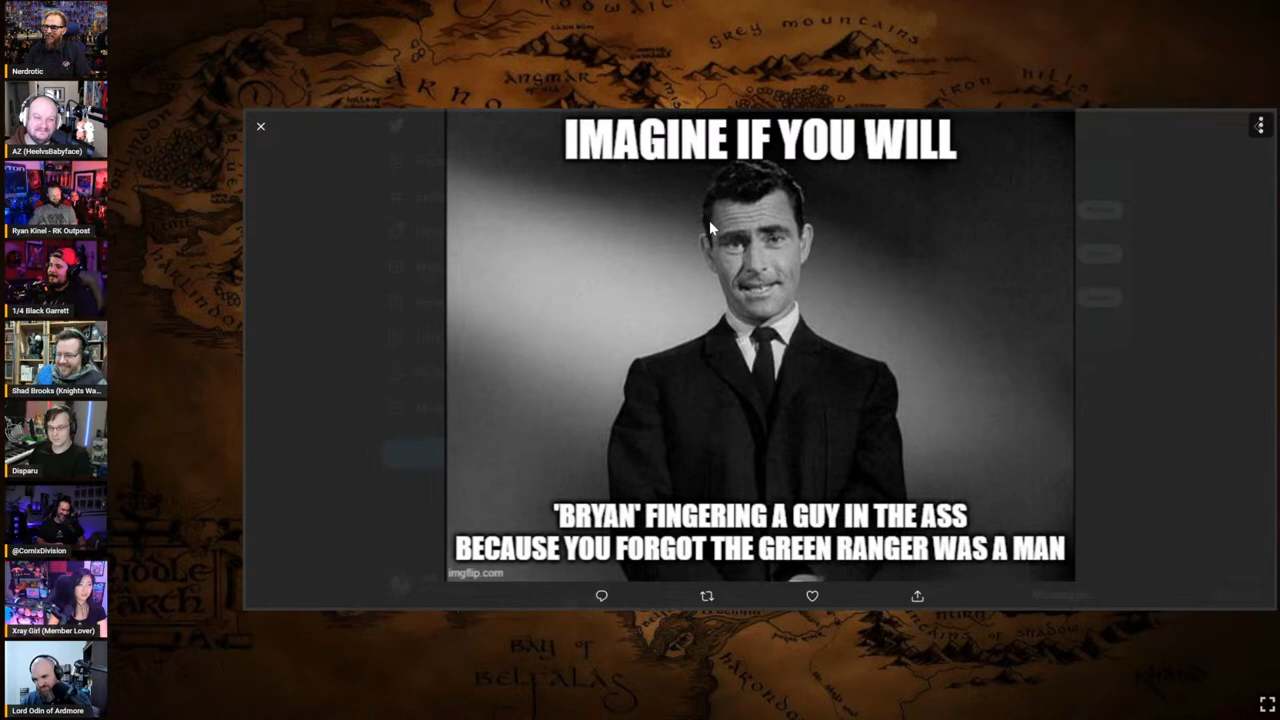 Nerdrotic
AZ (HeelvsBabyface)
Ryan Kinel - RK Outpost
1/4 Black Garrett
Shad Brooks (Knights Wa...
Disparu
@ComixDivision
Xray Girl (Member Lover)
Lord Odin of Ardmore
GREY MOUNTAINS
ANGMAR
IRON HILLS
IMAGINE IF YOU WILL
'BRYAN' FINGERING A GUY IN THE ASS
BECAUSE YOU FORGOT THE GREEN RANGER WAS A MAN
imgflip.com
BAY OF
BELFALAS